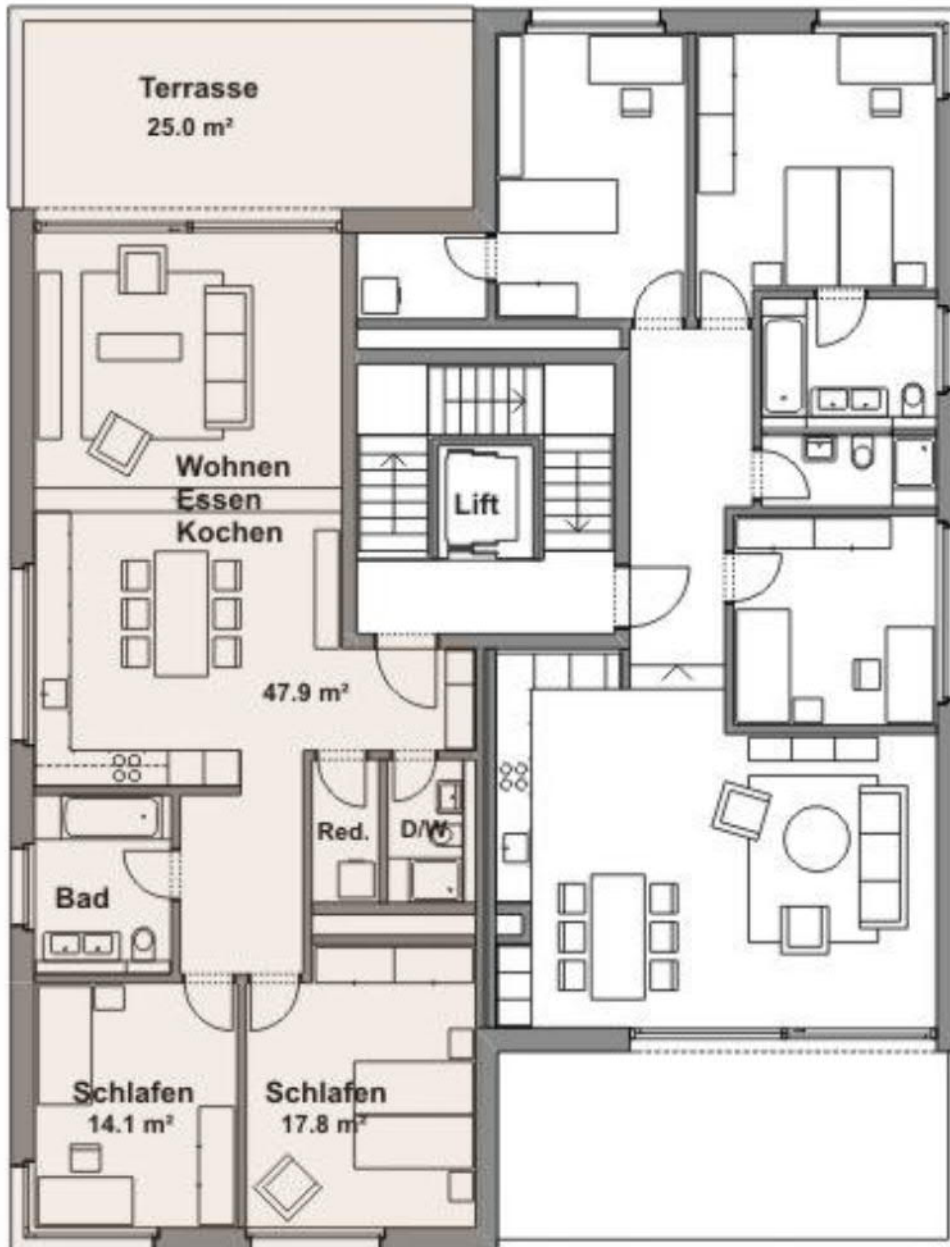 Terrasse
25.0 m²
Wohnen
Essen
Kochen
Lift
47.9 m²
Red.
D/W
Bad
Schlafen
14.1 m²
Schlafen
17.8 m²